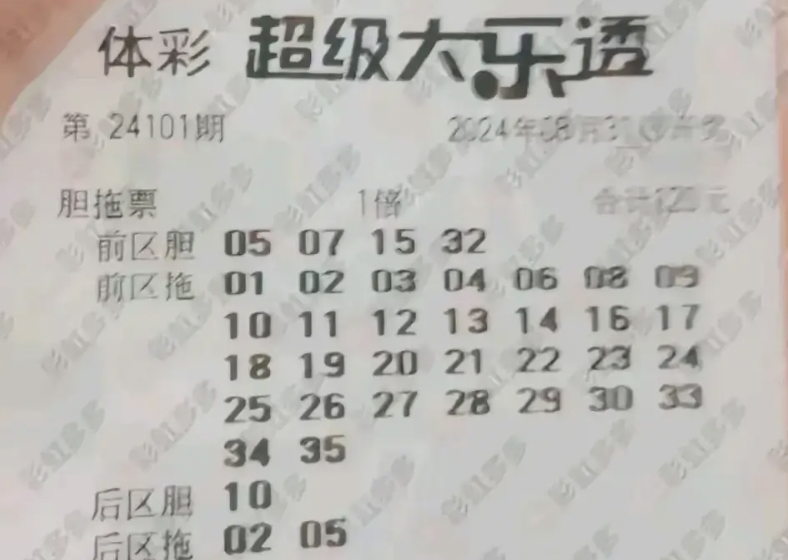 体彩 超级大乐透
第 24101期 2024年08月31日开奖
胆拖票 1倍 合计120元
前区胆 05 07 15 32
前区拖 01 02 03 04 06 08 09
10 11 12 13 14 16 17
18 19 20 21 22 23 24
25 26 27 28 29 30 33
34 35
后区胆 10
后区拖 02 05